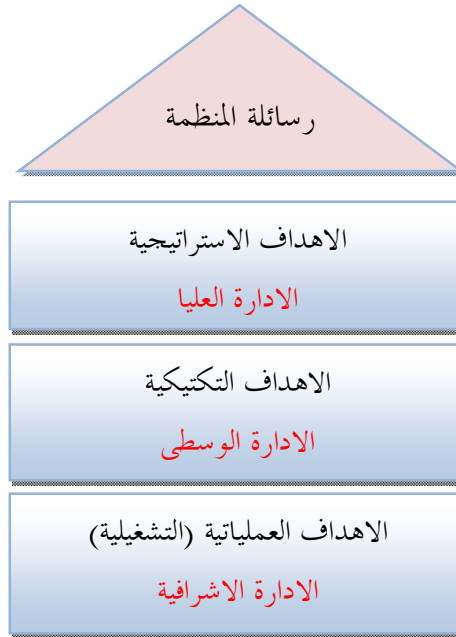 رسائلة المنظمة
الاهداف الاستراتيجية
الادارة العليا
الاهداف التكتيكية
الادارة الوسطى
الاهداف العملياتية (التشغيلية)
الادارة الاشرافية